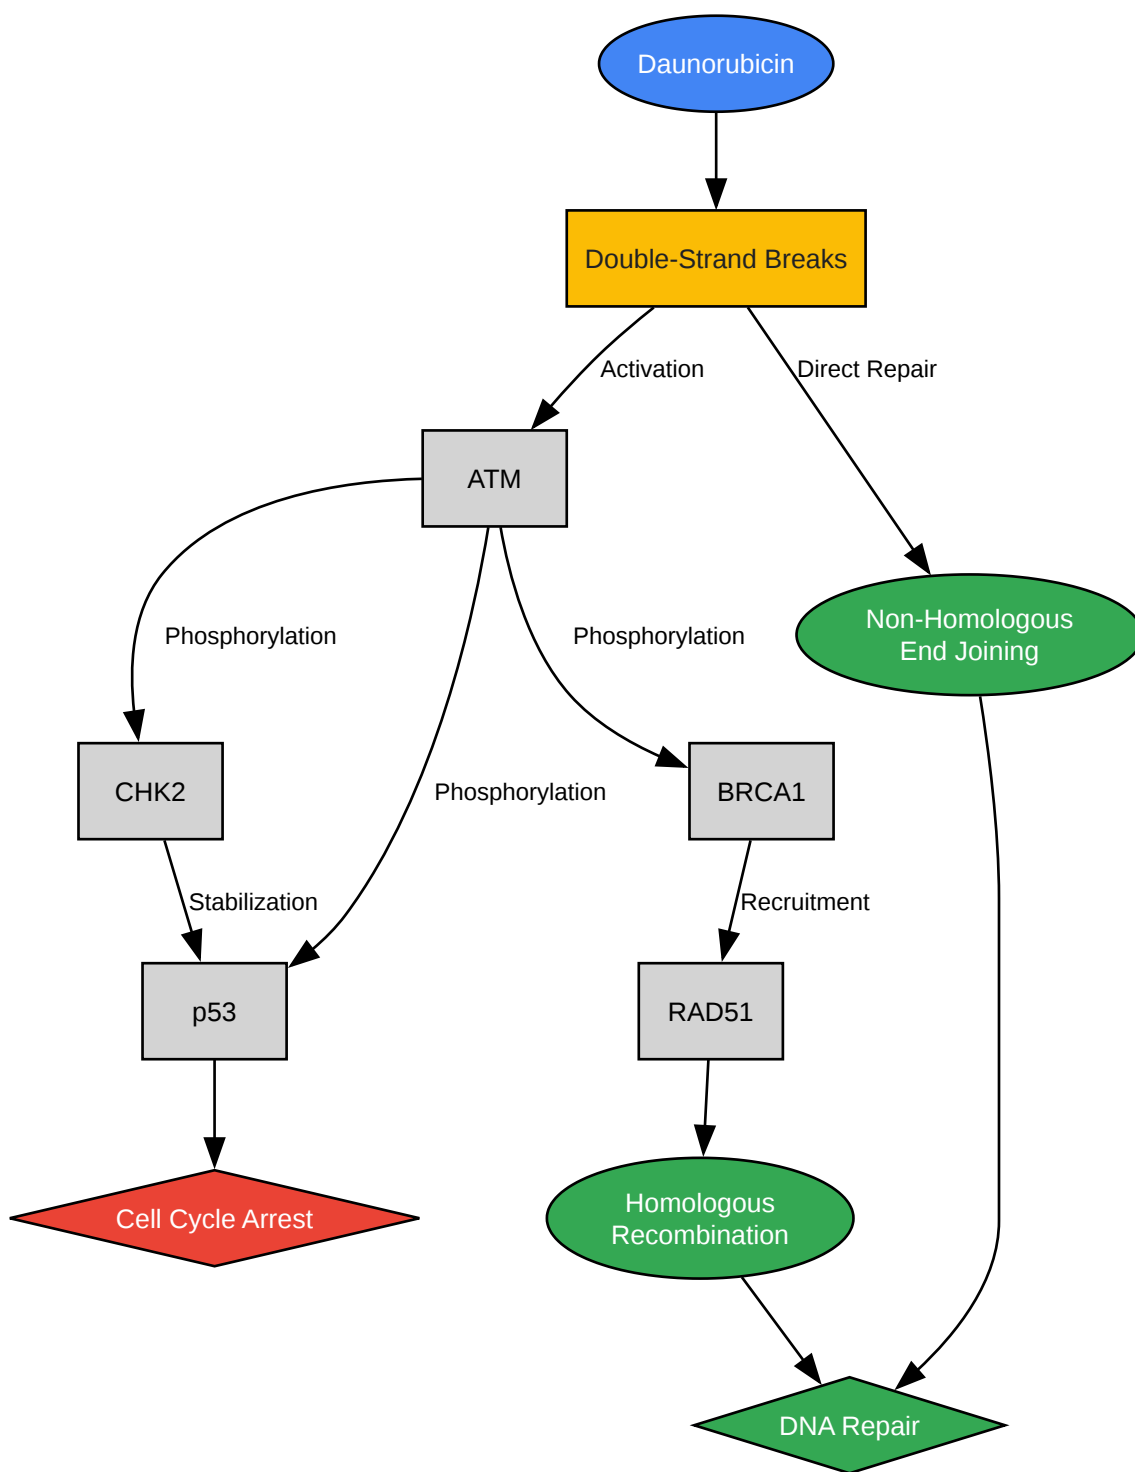 Daunorubicin
Double-Strand Breaks
Activation
Direct Repair
ATM
Non-Homologous
End Joining
Phosphorylation
Phosphorylation
CHK2
Phosphorylation
BRCA1
Stabilization
Recruitment
p53
RAD51
Cell Cycle Arrest
Homologous
Recombination
DNA Repair